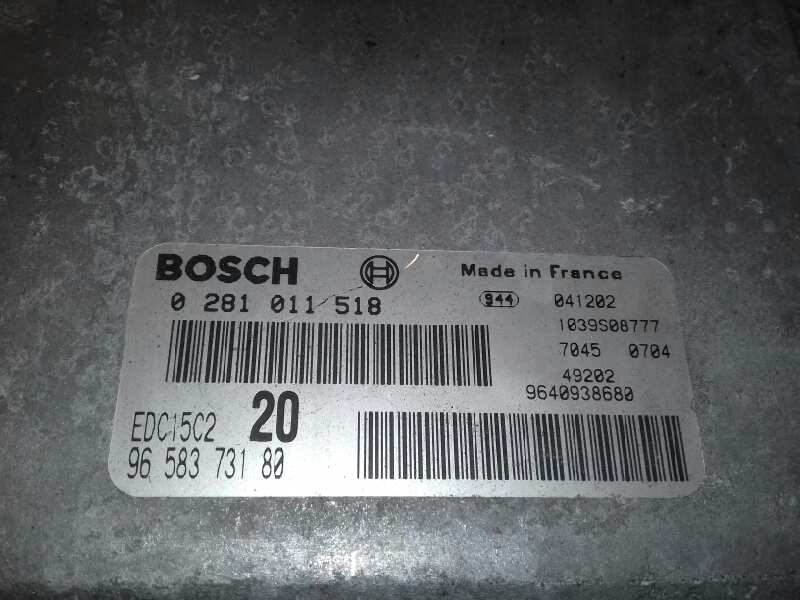 BOSCH
Made in France
0 281 011 518
944 041202
1039S08777
7045 0704
49202
9640938680
EDC15C2 20
96 583 731 80